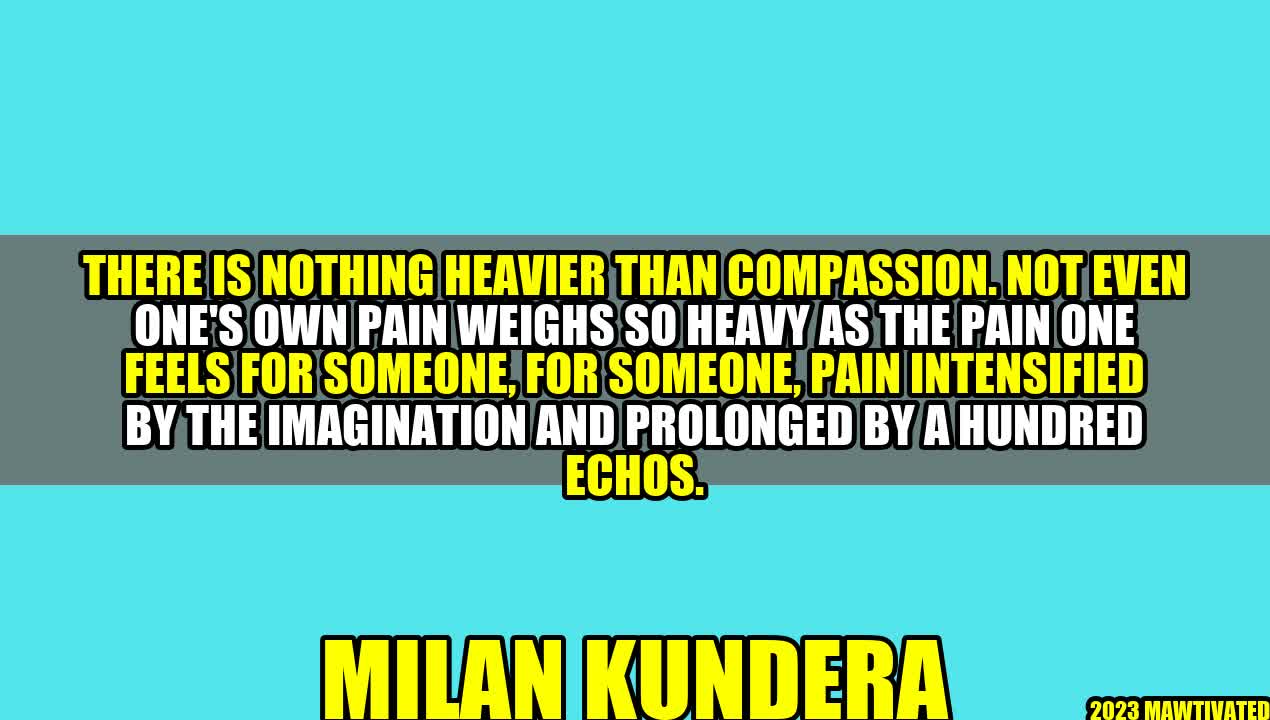 THERE IS NOTHING HEAVIER THAN COMPASSION. NOT EVEN
ONE'S OWN PAIN WEIGHS SO HEAVY AS THE PAIN ONE
FEELS FOR SOMEONE, FOR SOMEONE, PAIN INTENSIFIED
BY THE IMAGINATION AND PROLONGED BY A HUNDRED
ECHOS.
MILAN KUNDERA
2023 MAWTIVATED